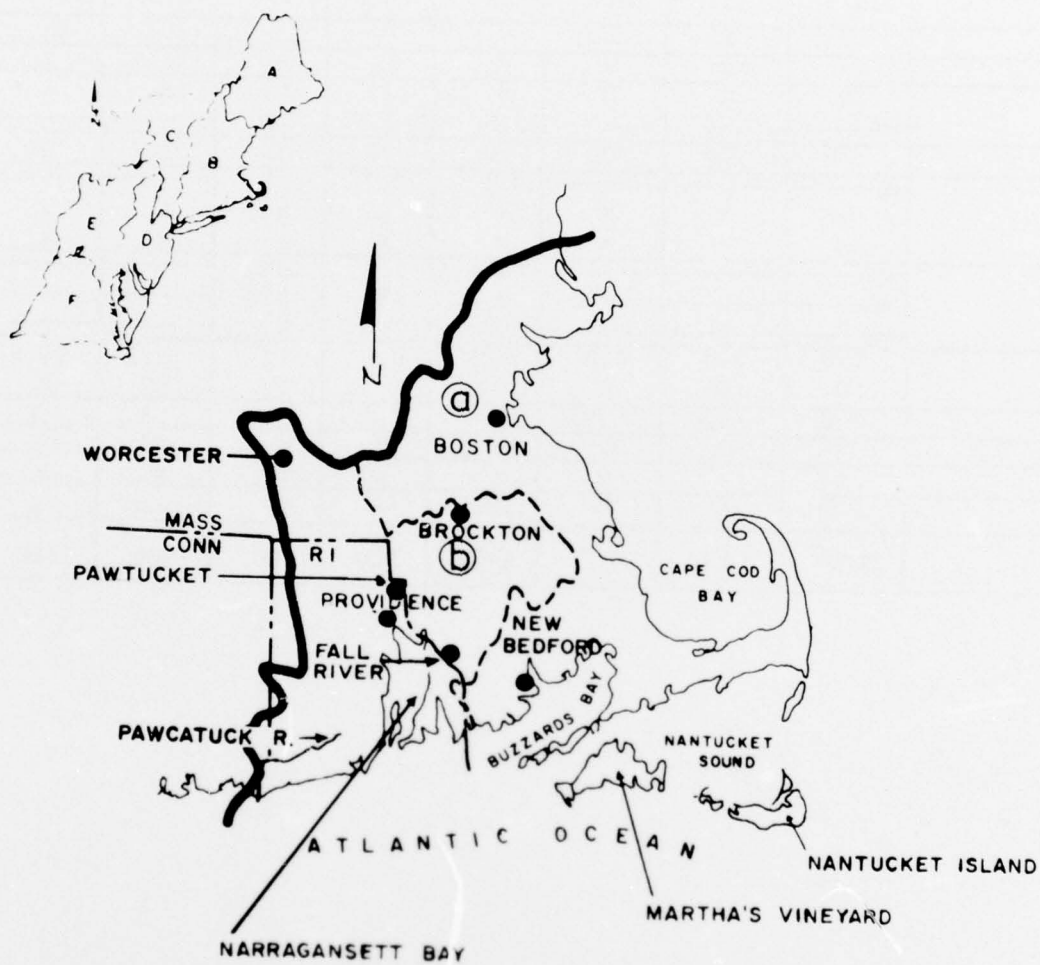 A
C
B
E
D
F
N
a
BOSTON
WORCESTER
BROCKTON
b
MASS
CONN
RI
PAWTUCKET
PROVIDENCE
CAPE COD
BAY
NEW
BEDFORD
FALL
RIVER
BUZZARDS BAY
PAWCATUCK R.
NANTUCKET
SOUND
ATLANTIC OCEAN
NANTUCKET ISLAND
MARTHA'S VINEYARD
NARRAGANSETT BAY